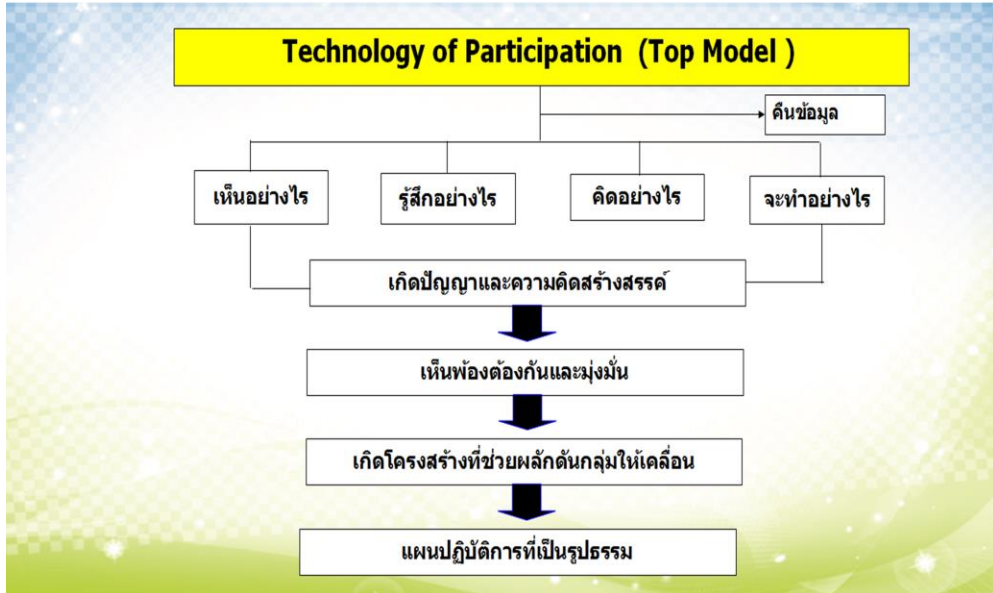 Technology of Participation (Top Model )
คืนข้อมูล
เห็นอย่างไร
รู้สึกอย่างไร
คิดอย่างไร
จะทำอย่างไร
เกิดปัญญาและความคิดสร้างสรรค์
เห็นพ้องต้องกันและมุ่งมั่น
เกิดโครงสร้างที่ช่วยผลักดันกลุ่มให้เคลื่อน
แผนปฏิบัติการที่เป็นรูปธรรม